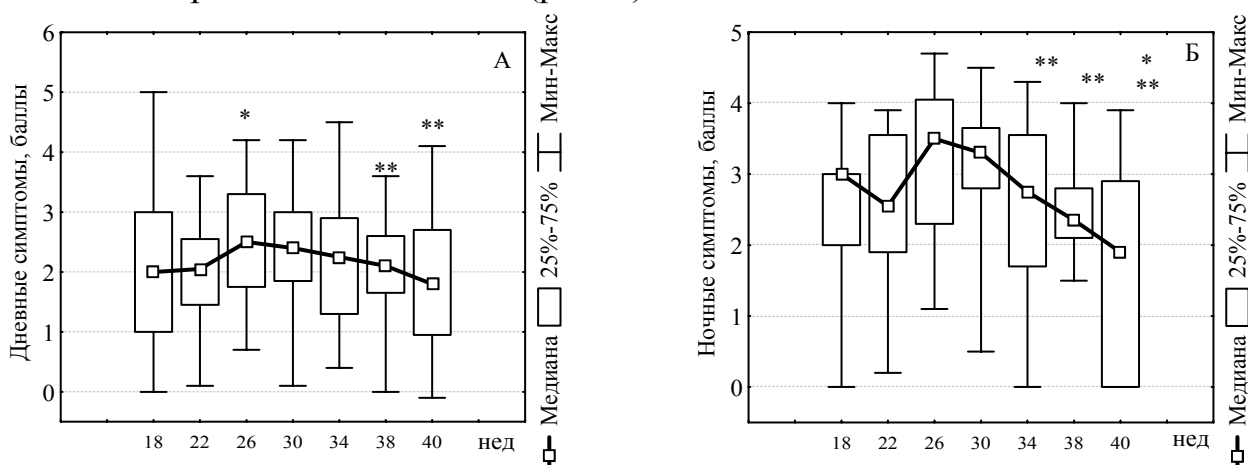 А
Дневные симптомы, баллы
6
5
4
3
2
1
0
*
**
**
18 22 26 30 34 38 40 нед
Медиана 25%-75% Мин-Макс
Б
Ночные симптомы, баллы
5
4
3
2
1
0
**
**
*
**
18 22 26 30 34 38 40 нед
Медиана 25%-75% Мин-Макс